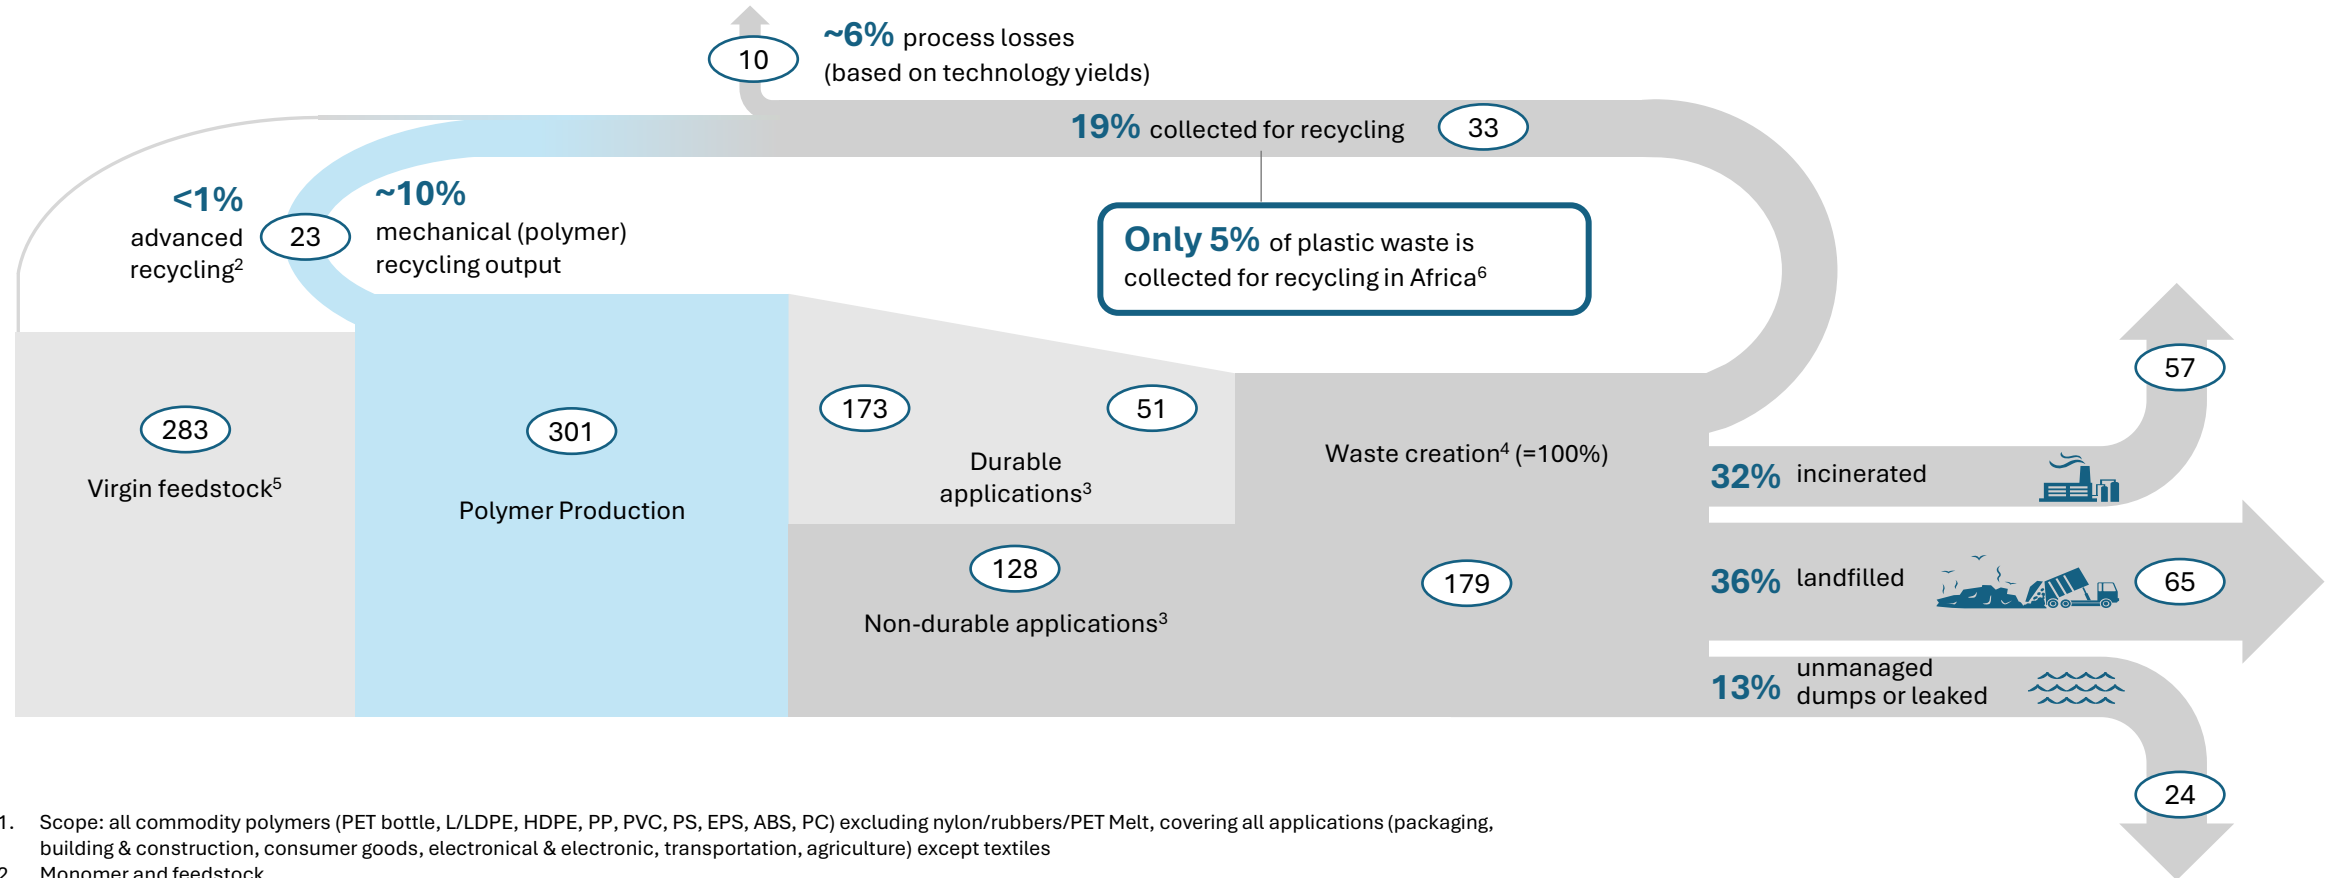 10
~6% process losses
(based on technology yields)
19% collected for recycling
33
<1%
advanced
recycling2
23
~10%
mechanical (polymer)
recycling output
Only 5% of plastic waste is
collected for recycling in Africa6
283
Virgin feedstock5
301
Polymer Production
173
51
Durable
applications3
128
Non-durable applications3
Waste creation4 (=100%)
179
57
32% incinerated
36% landfilled
65
13% unmanaged
dumps or leaked
24
1. Scope: all commodity polymers (PET bottle, L/LDPE, HDPE, PP, PVC, PS, EPS, ABS, PC) excluding nylon/rubbers/PET Melt, covering all applications (packaging,
building & construction, consumer goods, electronical & electronic, transportation, agriculture) except textiles
2. Monomer and feedstock